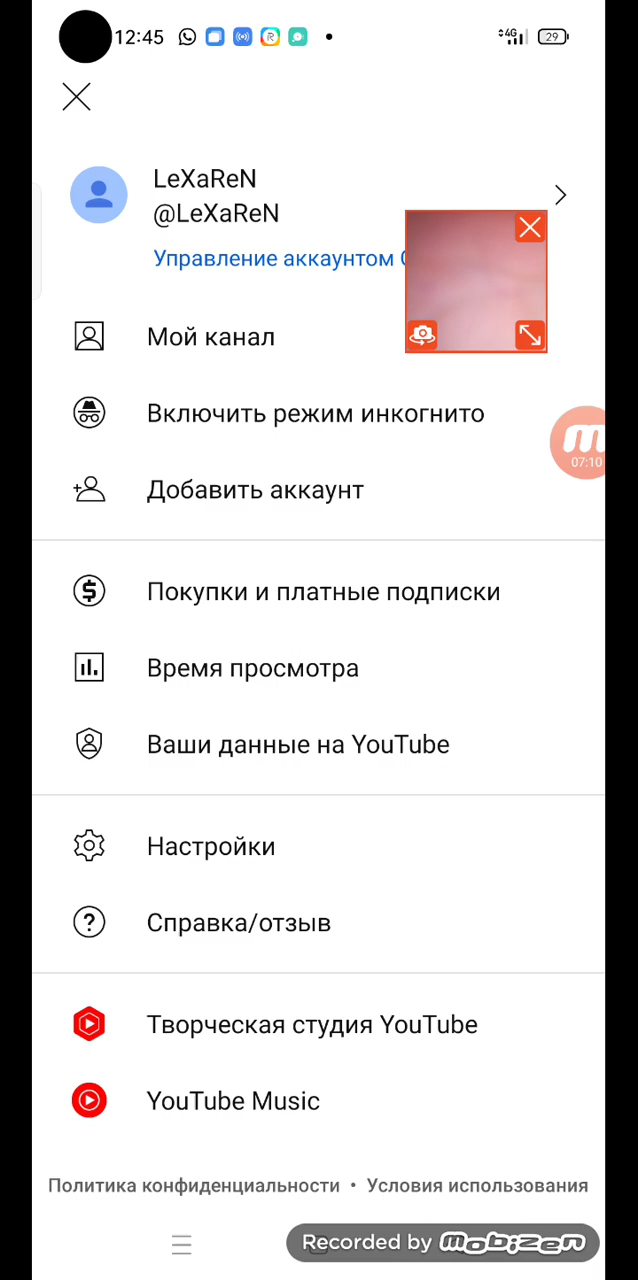 12:45
4G
29
LeXaReN
@LeXaReN
Управление аккаунтом
Мой канал
Включить режим инкогнито
07:10
Добавить аккаунт
Покупки и платные подписки
Время просмотра
Ваши данные на YouTube
Настройки
Справка/отзыв
Творческая студия YouTube
YouTube Music
Политика конфиденциальности • Условия использования
Recorded by mobizen